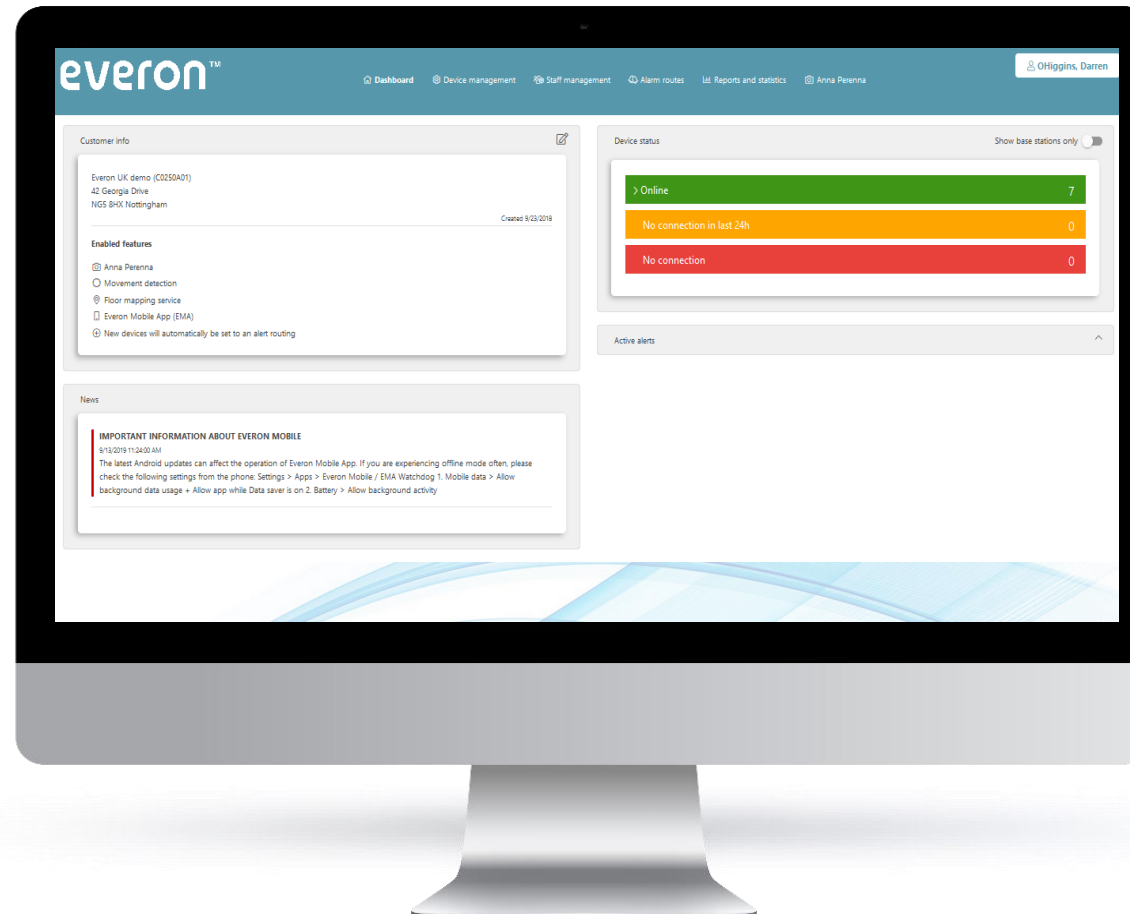 everon™
Dashboard
Device management
Staff management
Alarm routes
Reports and statistics
Anna Perenna
OHiggins, Darren
Customer info
Everon UK demo (C0250A01)
42 Georgia Drive
NG5 8HX Nottingham
Created 9/23/2018
Enabled features
Anna Perenna
Movement detection
Floor mapping service
Everon Mobile App (EMA)
New devices will automatically be set to an alert routing
News
IMPORTANT INFORMATION ABOUT EVERON MOBILE
9/13/2019 11:24:00 AM
The latest Android updates can affect the operation of Everon Mobile App. If you are experiencing offline mode often, please
check the following settings from the phone: Settings > Apps > Everon Mobile / EMA Watchdog 1. Mobile data > Allow
background data usage + Allow app while Data saver is on 2. Battery > Allow background activity
Device status
Show base stations only
> Online 7
No connection in last 24h 0
No connection 0
Active alerts